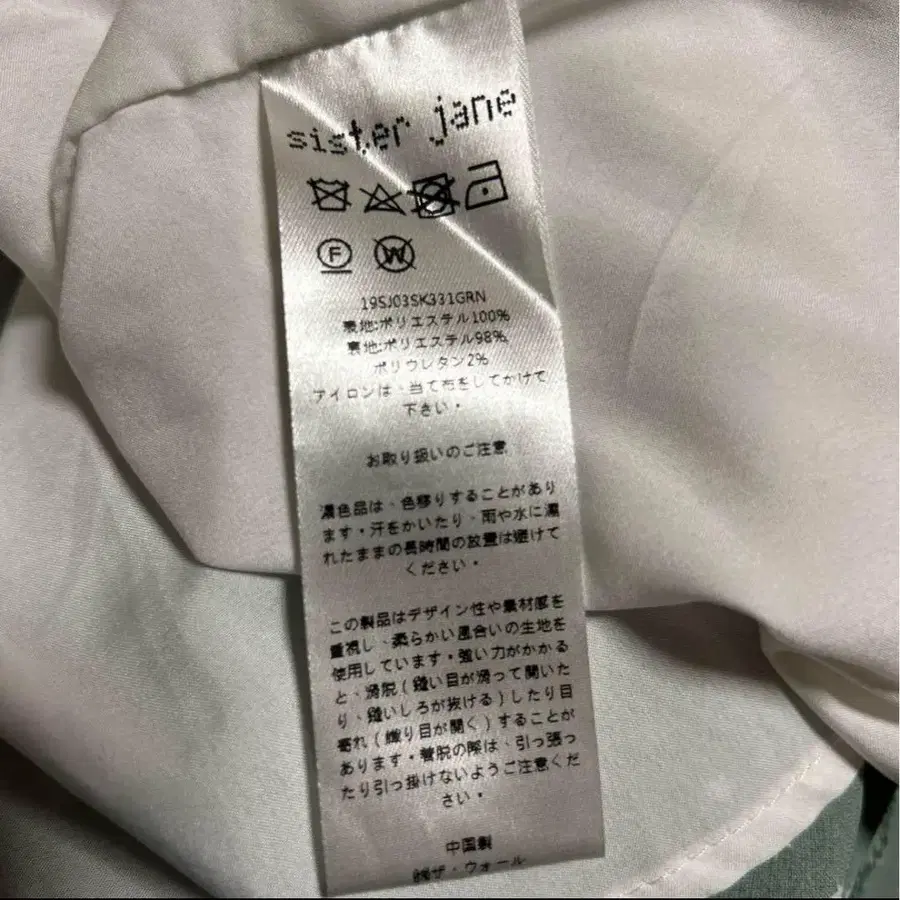 sister jane
F W
19SJ03SK331GRN
表地:ポリエステル100%
裏地:ポリエステル98%
ポリウレタン2%
アイロンは、当て布をしてかけて
下さい・
お取り扱いのご注意
濃色品は、色移りすることがあり
ます・汗をかいたり、雨や水に濡
れたままの長時間の放置は避けて
ください・
この製品はデザイン性や素材感を
重視し、柔らかい風合いの生地を
使用しています・強い力がかかる
と、滑脱(縫い目が滑って開いた
り、縫いしろが抜ける)したり目
寄れ(織り目が開く)することが
あります・着脱の際は、引っ張っ
たり引っ掛けないようご注意くだ
さい・
中国製
㈱ザ・ウォール